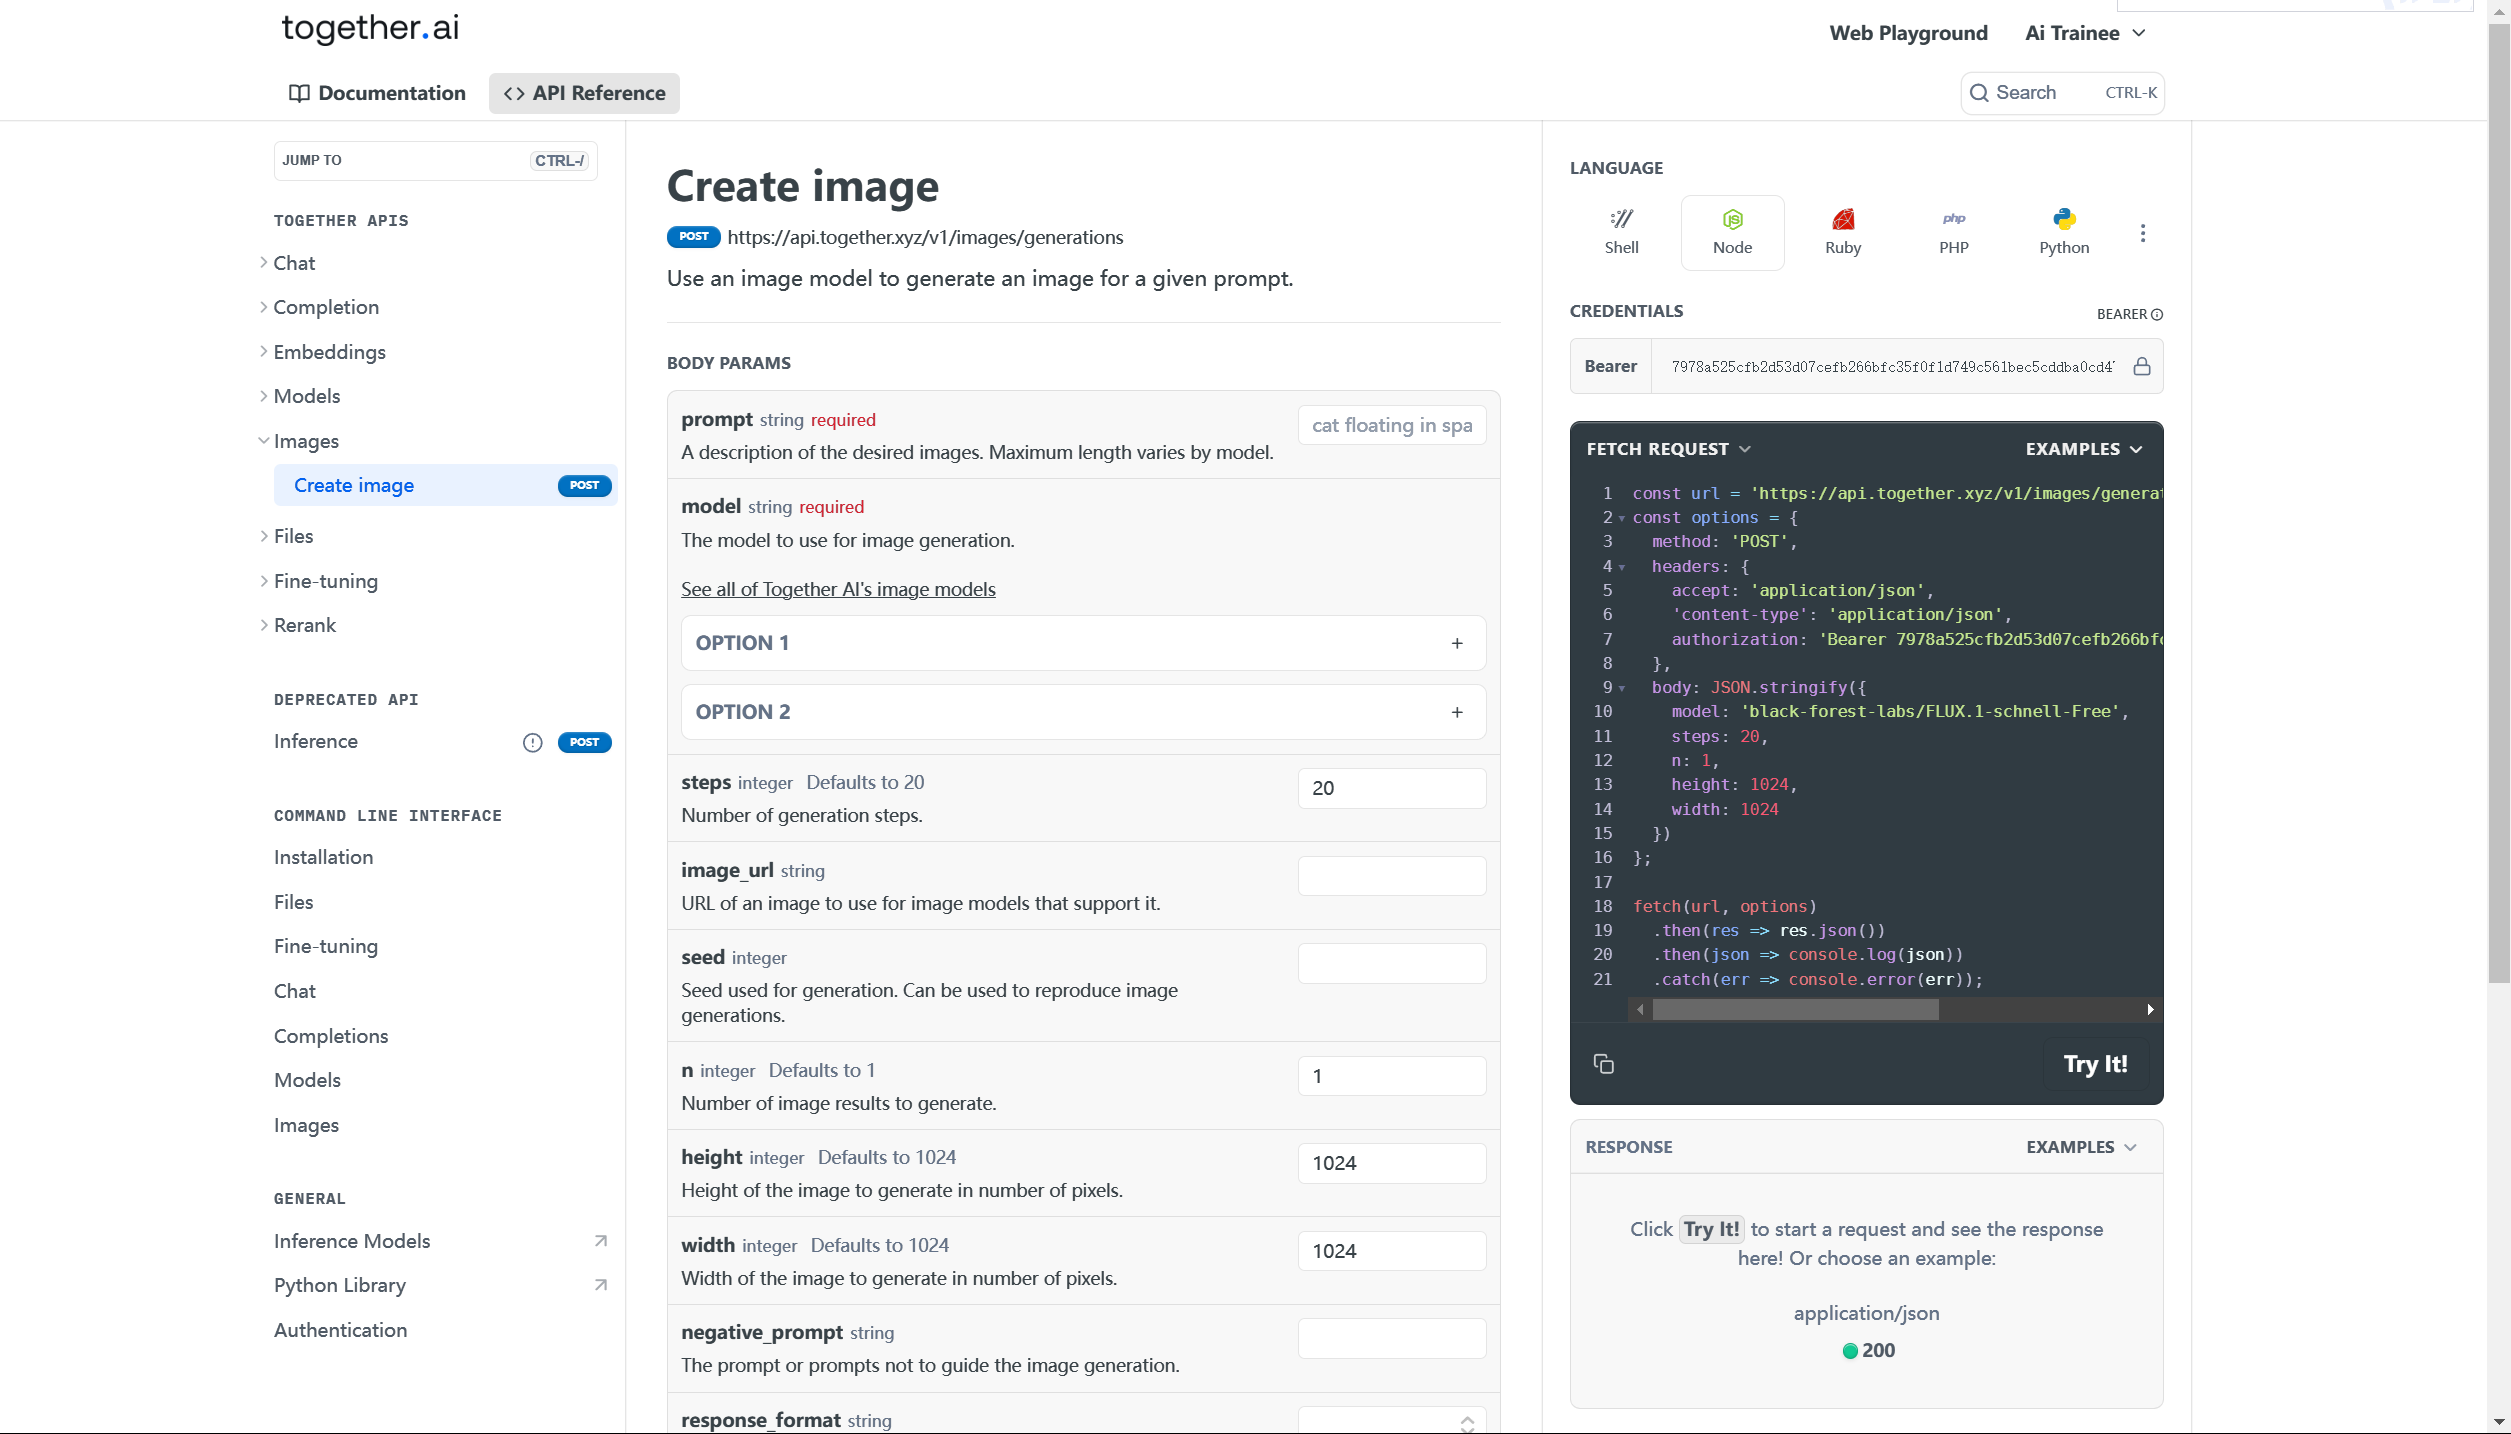 together.ai
Web Playground
Ai Trainee
Documentation
<> API Reference
Search CTRL-K
JUMP TO CTRL-/
TOGETHER APIS
Chat
Completion
Embeddings
Models
Images
Create image POST
Files
Fine-tuning
Rerank
DEPRECATED API
Inference POST
COMMAND LINE INTERFACE
Installation
Files
Fine-tuning
Chat
Completions
Models
Images
GENERAL
Inference Models
Python Library
Authentication
Create image
POST https://api.together.xyz/v1/images/generations
Use an image model to generate an image for a given prompt.
BODY PARAMS
prompt string required
cat floating in spa
A description of the desired images. Maximum length varies by model.
model string required
The model to use for image generation.
See all of Together AI's image models
OPTION 1 +
OPTION 2 +
steps integer Defaults to 20
20
Number of generation steps.
image_url string
URL of an image to use for image models that support it.
seed integer
Seed used for generation. Can be used to reproduce image
generations.
n integer Defaults to 1
1
Number of image results to generate.
height integer Defaults to 1024
1024
Height of the image to generate in number of pixels.
width integer Defaults to 1024
1024
Width of the image to generate in number of pixels.
negative_prompt string
The prompt or prompts not to guide the image generation.
response_format string
LANGUAGE
Shell
JS Node
Ruby
php PHP
Python
CREDENTIALS
BEARER
Bearer
7978a525cfb2d53d07cefb266bfc35f0f1d749c561bec5cddba0cd4
FETCH REQUEST
EXAMPLES
1 const url = 'https://api.together.xyz/v1/images/generat
2 const options = {
3 method: 'POST',
4 headers: {
5 accept: 'application/json',
6 'content-type': 'application/json',
7 authorization: 'Bearer 7978a525cfb2d53d07cefb266bfc
8 },
9 body: JSON.stringify({
10 model: 'black-forest-labs/FLUX.1-schnell-Free',
11 steps: 20,
12 n: 1,
13 height: 1024,
14 width: 1024
15 })
16 };
17
18 fetch(url, options)
19 .then(res => res.json())
20 .then(json => console.log(json))
21 .catch(err => console.error(err));
Try It!
RESPONSE
EXAMPLES
Click Try It! to start a request and see the response
here! Or choose an example:
application/json
200